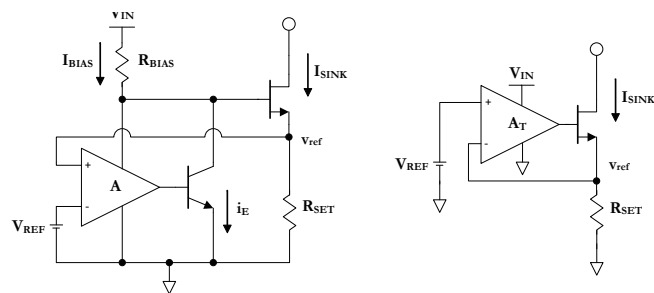 VIN
IBIAS
RBIAS
ISINK
vref
+
A
-
VREF
iE
RSET
VIN
ISINK
+
AT
-
VREF
vref
RSET